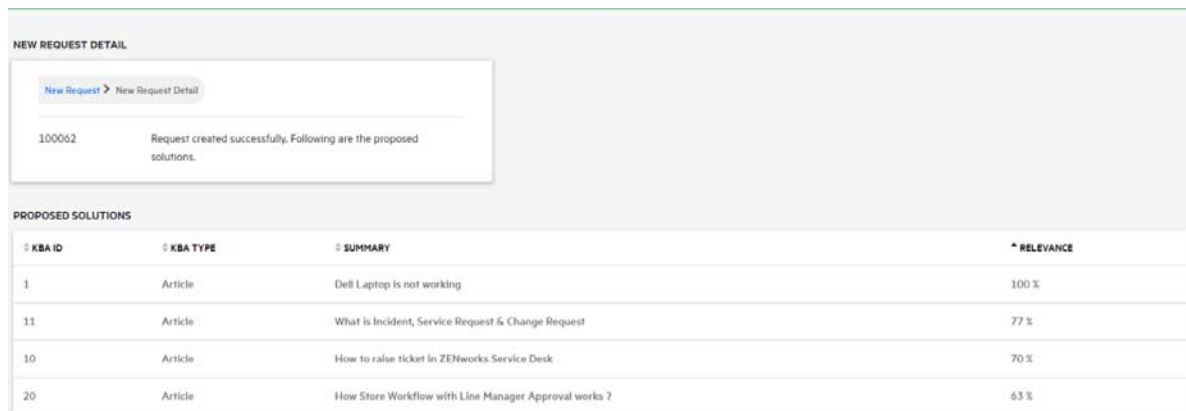 NEW REQUEST DETAIL
New Request > New Request Detail
100062 Request created successfully. Following are the proposed
solutions.
PROPOSED SOLUTIONS
KBA ID KBA TYPE SUMMARY RELEVANCE
1 Article Dell Laptop is not working 100 %
11 Article What is Incident, Service Request & Change Request 77 %
10 Article How to raise ticket in ZENworks Service Desk 70 %
20 Article How Store Workflow with Line Manager Approval works ? 63 %